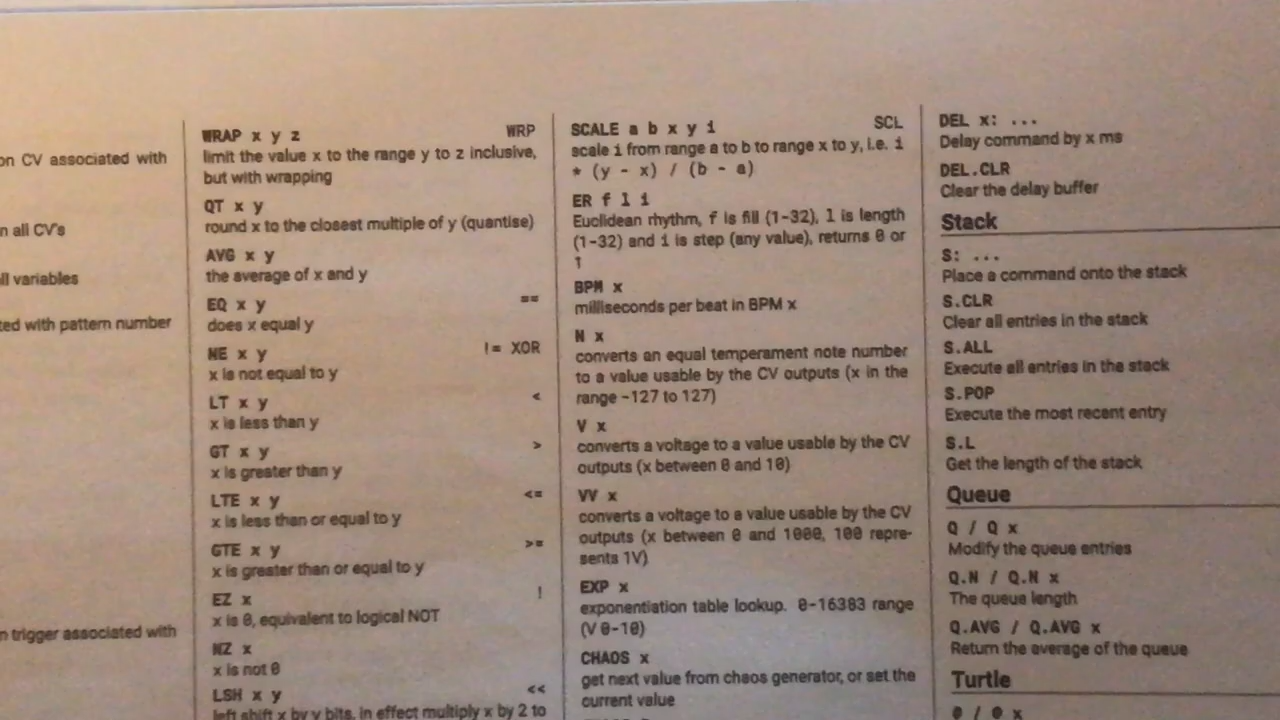 on CV associated with
n all CV's
ll variables
ted with pattern number
n trigger associated with
WRAP x y z WRP
limit the value x to the range y to z inclusive,
but with wrapping
QT x y
round x to the closest multiple of y (quantise)
AVG x y
the average of x and y
EQ x y ==
does x equal y
NE x y != XOR
x is not equal to y
LT x y <
x is less than y
GT x y >
x is greater than y
LTE x y <=
x is less than or equal to y
GTE x y >=
x is greater than or equal to y
EZ x !
x is 0, equivalent to logical NOT
NZ x
x is not 0
LSH x y <<
left shift x by y bits, in effect multiply x by 2 to
SCALE a b x y i SCL
scale i from range a to b to range x to y, i.e. i
* (y - x) / (b - a)
ER f l i
Euclidean rhythm, f is fill (1-32), l is length
(1-32) and i is step (any value), returns 0 or
1
BPM x
milliseconds per beat in BPM x
N x
converts an equal temperament note number
to a value usable by the CV outputs (x in the
range -127 to 127)
V x
converts a voltage to a value usable by the CV
outputs (x between 0 and 10)
VV x
converts a voltage to a value usable by the CV
outputs (x between 0 and 1000, 100 repre-
sents 1V)
EXP x
exponentiation table lookup. 0-16383 range
(V 0-10)
CHAOS x
get next value from chaos generator, or set the
current value
DEL x: ...
Delay command by x ms
DEL.CLR
Clear the delay buffer
Stack
S: ...
Place a command onto the stack
S.CLR
Clear all entries in the stack
S.ALL
Execute all entries in the stack
S.POP
Execute the most recent entry
S.L
Get the length of the stack
Queue
Q / Q x
Modify the queue entries
Q.N / Q.N x
The queue length
Q.AVG / Q.AVG x
Return the average of the queue
Turtle
@ / @ x